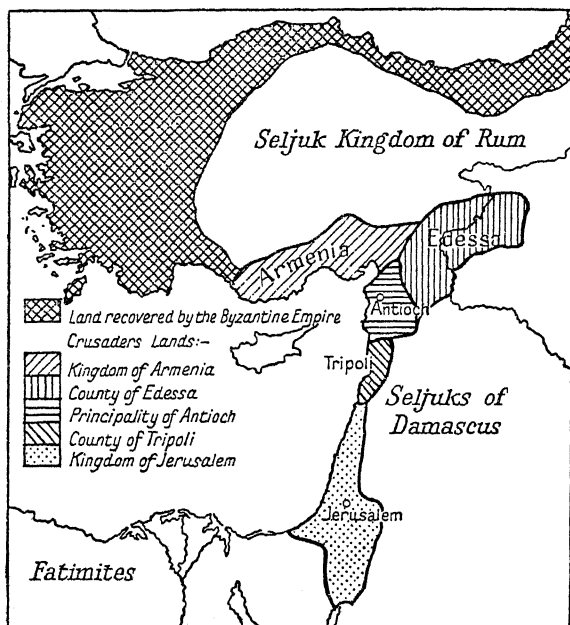 Seljuk Kingdom of Rum
Armenia
Edessa
Antioch
Land recovered by the Byzantine Empire
Crusaders Lands:-
Kingdom of Armenia
County of Edessa
Principality of Antioch
County of Tripoli
Kingdom of Jerusalem
Tripoli
Seljuks of
Damascus
Jerusalem
Fatimites